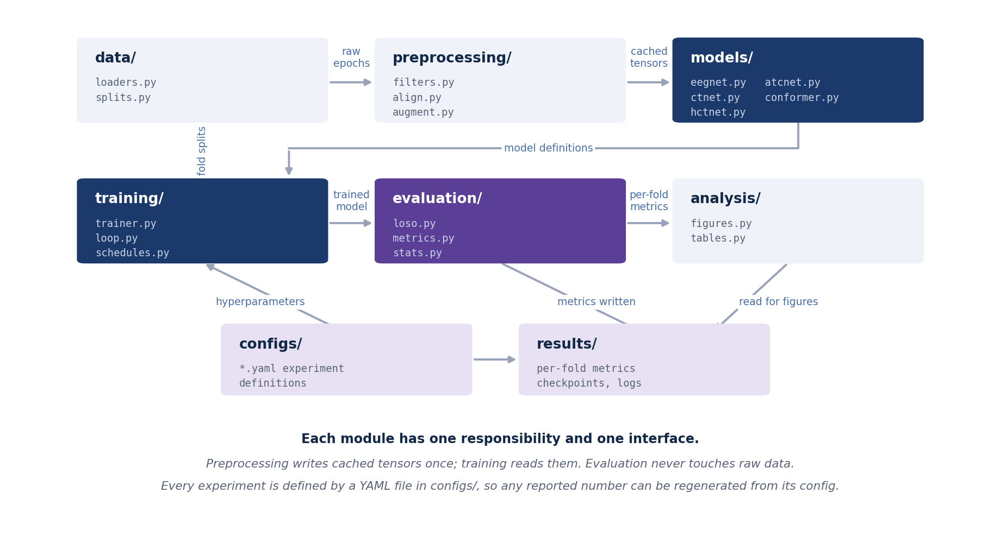 data/
loaders.py
splits.py
raw
epochs
preprocessing/
filters.py
align.py
augment.py
cached
tensors
models/
eegnet.py   atcnet.py
ctnet.py    conformer.py
hctnet.py
fold splits
model definitions
training/
trainer.py
loop.py
schedules.py
trained
model
evaluation/
loso.py
metrics.py
stats.py
per-fold
metrics
analysis/
figures.py
tables.py
hyperparameters
metrics written
read for figures
configs/
*.yaml experiment
definitions
results/
per-fold metrics
checkpoints, logs
Each module has one responsibility and one interface.
Preprocessing writes cached tensors once; training reads them. Evaluation never touches raw data.
Every experiment is defined by a YAML file in configs/, so any reported number can be regenerated from its config.